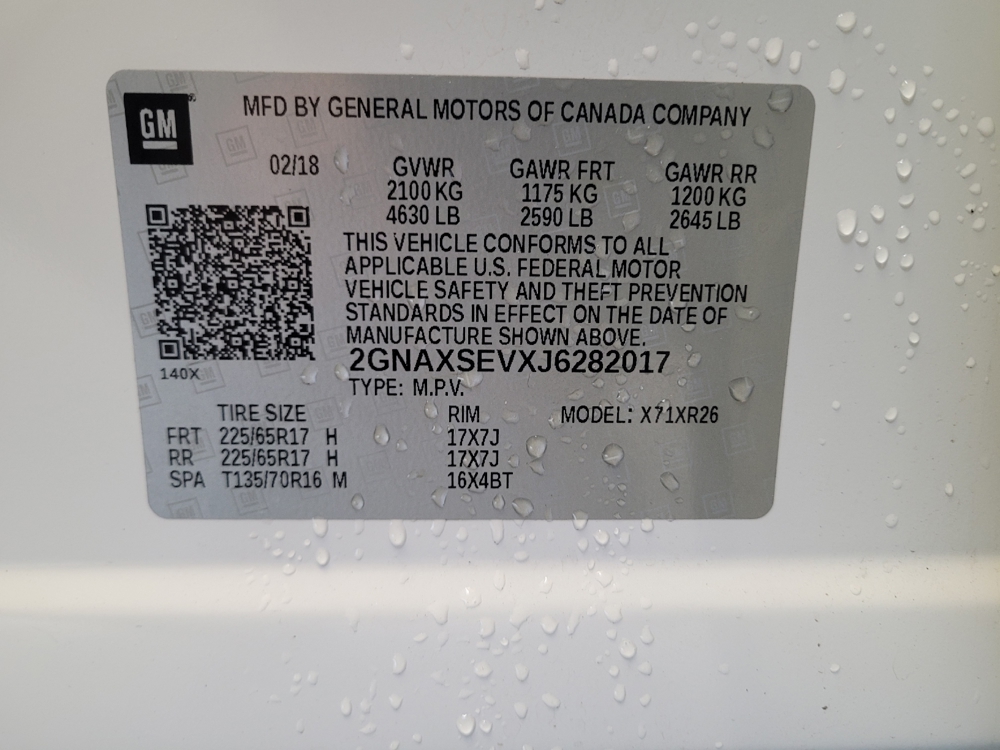 GM
MFD BY GENERAL MOTORS OF CANADA COMPANY
02/18 GVWR GAWR FRT GAWR RR
2100 KG 1175 KG 1200 KG
4630 LB 2590 LB 2645 LB
THIS VEHICLE CONFORMS TO ALL
APPLICABLE U.S. FEDERAL MOTOR
VEHICLE SAFETY AND THEFT PREVENTION
STANDARDS IN EFFECT ON THE DATE OF
MANUFACTURE SHOWN ABOVE.
2GNAXSEVXJ6282017
140X
TYPE: M.P.V.
TIRE SIZE RIM MODEL: X71XR26
FRT 225/65R17 H 17X7J
RR 225/65R17 H 17X7J
SPA T135/70R16 M 16X4BT